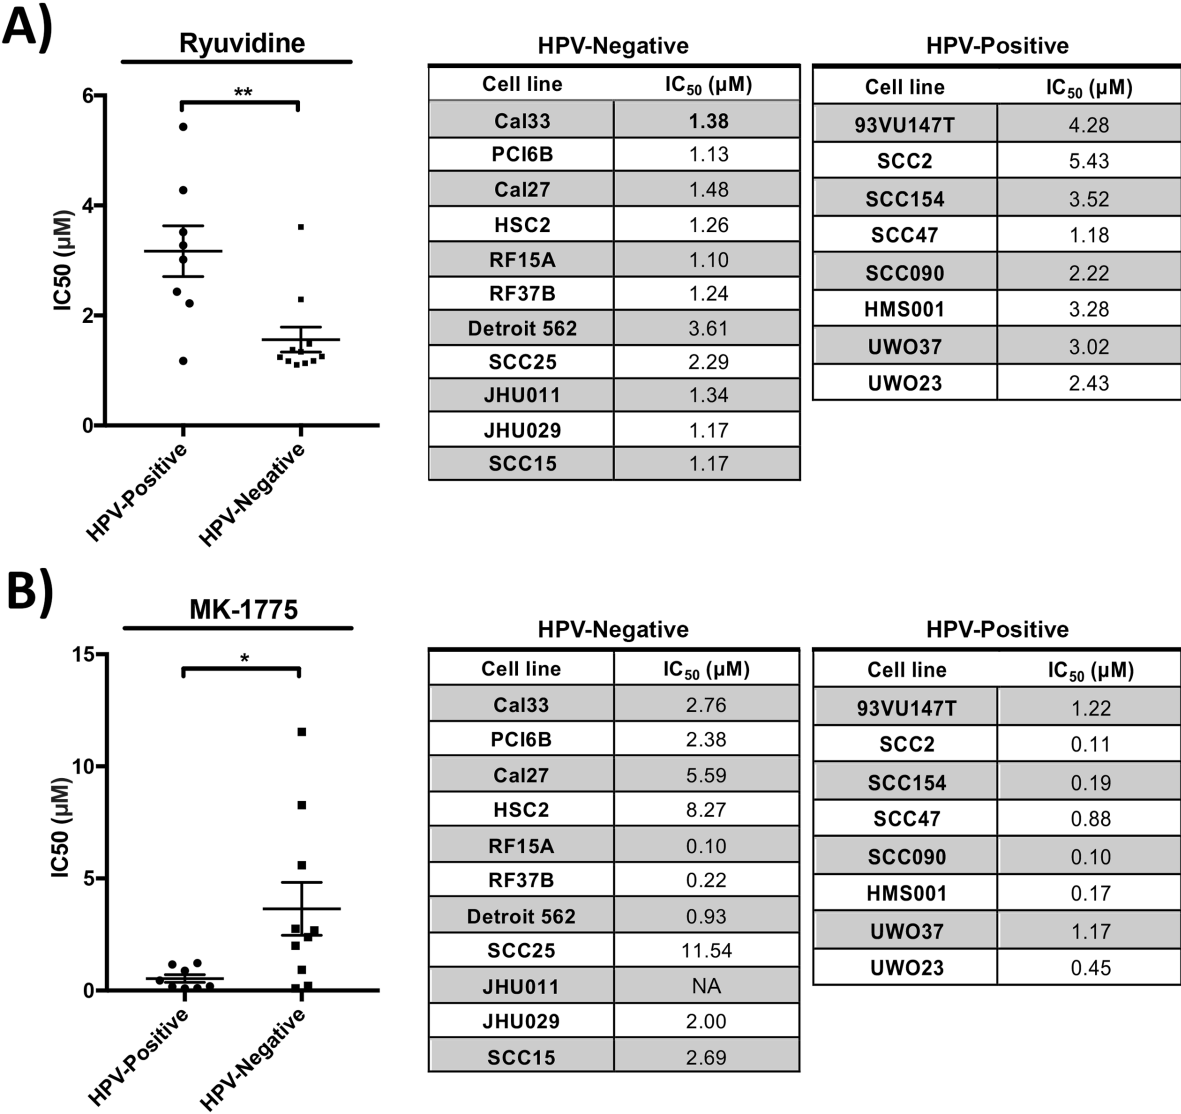 A)
Ryuvidine
**
IC50 (µM)
6
4
2
0
HPV-Positive
HPV-Negative
HPV-Negative
Cell line IC50 (µM)
Cal33 1.38
PCI6B 1.13
Cal27 1.48
HSC2 1.26
RF15A 1.10
RF37B 1.24
Detroit 562 3.61
SCC25 2.29
JHU011 1.34
JHU029 1.17
SCC15 1.17
HPV-Positive
Cell line IC50 (µM)
93VU147T 4.28
SCC2 5.43
SCC154 3.52
SCC47 1.18
SCC090 2.22
HMS001 3.28
UWO37 3.02
UWO23 2.43
B)
MK-1775
*
IC50 (µM)
15
10
5
0
HPV-Positive
HPV-Negative
HPV-Negative
Cell line IC50 (µM)
Cal33 2.76
PCI6B 2.38
Cal27 5.59
HSC2 8.27
RF15A 0.10
RF37B 0.22
Detroit 562 0.93
SCC25 11.54
JHU011 NA
JHU029 2.00
SCC15 2.69
HPV-Positive
Cell line IC50 (µM)
93VU147T 1.22
SCC2 0.11
SCC154 0.19
SCC47 0.88
SCC090 0.10
HMS001 0.17
UWO37 1.17
UWO23 0.45